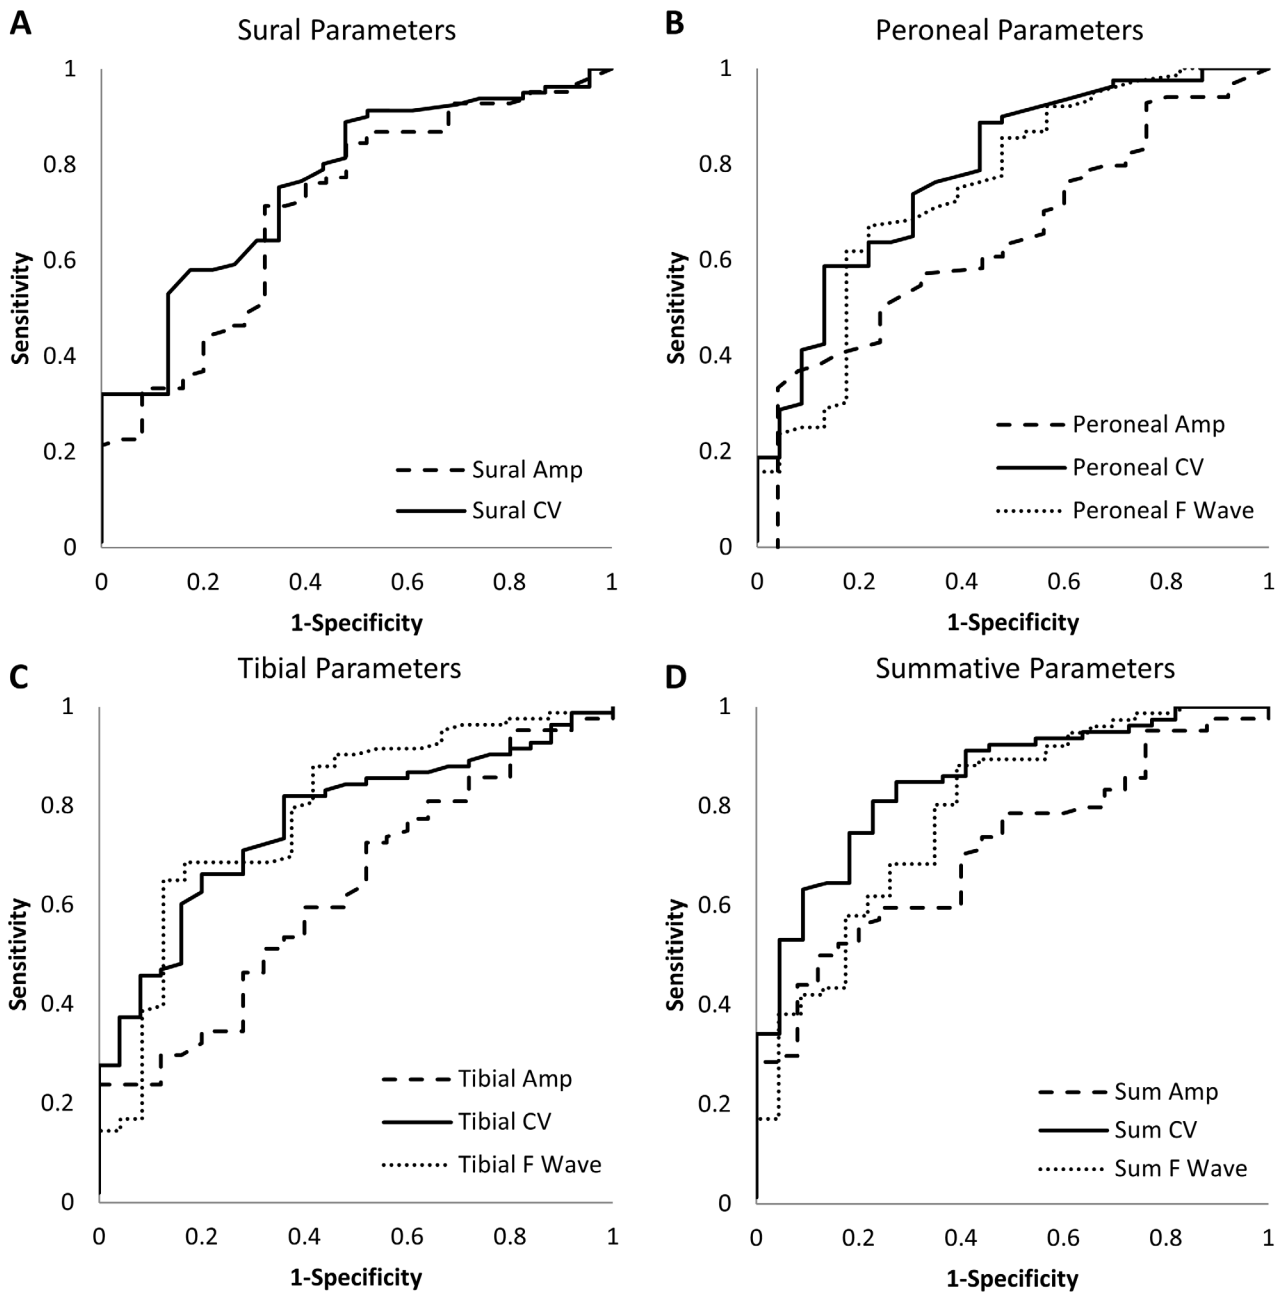 A
Sural Parameters
1
0.8
0.6
0.4
0.2
0
Sensitivity
Sural Amp
Sural CV
0 0.2 0.4 0.6 0.8 1
1-Specificity
B
Peroneal Parameters
1
0.8
0.6
0.4
0.2
0
Sensitivity
Peroneal Amp
Peroneal CV
Peroneal F Wave
0 0.2 0.4 0.6 0.8 1
1-Specificity
C
Tibial Parameters
1
0.8
0.6
0.4
0.2
0
Sensitivity
Tibial Amp
Tibial CV
Tibial F Wave
0 0.2 0.4 0.6 0.8 1
1-Specificity
D
Summative Parameters
1
0.8
0.6
0.4
0.2
0
Sensitivity
Sum Amp
Sum CV
Sum F Wave
0 0.2 0.4 0.6 0.8 1
1-Specificity